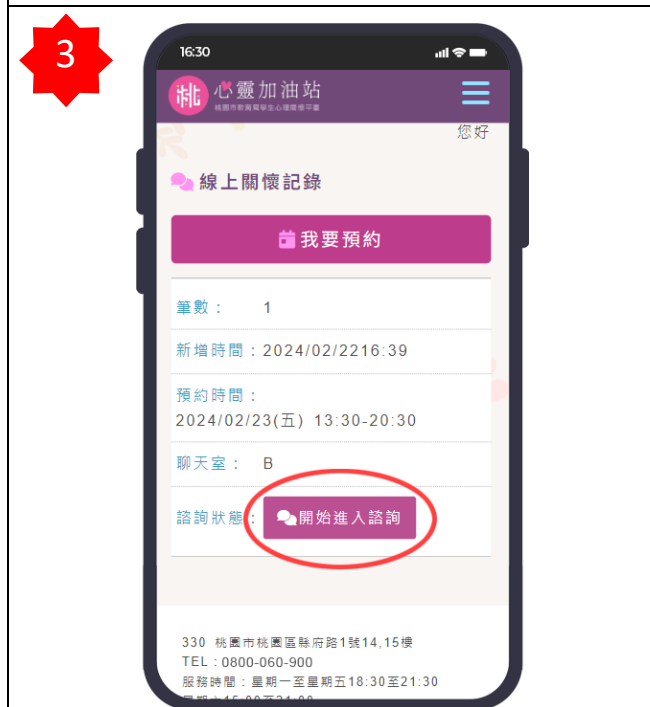 3
16:30
桃 心靈加油站
桃園市教育局學生心理關懷平臺
您好
線上關懷記錄
我要預約
筆數： 1
新增時間：2024/02/2216:39
預約時間：
2024/02/23(五) 13:30-20:30
聊天室： B
諮詢狀態： 開始進入諮詢
330 桃園市桃園區縣府路1號14,15樓
TEL：0800-060-900
服務時間：星期一至星期五18:30至21:30